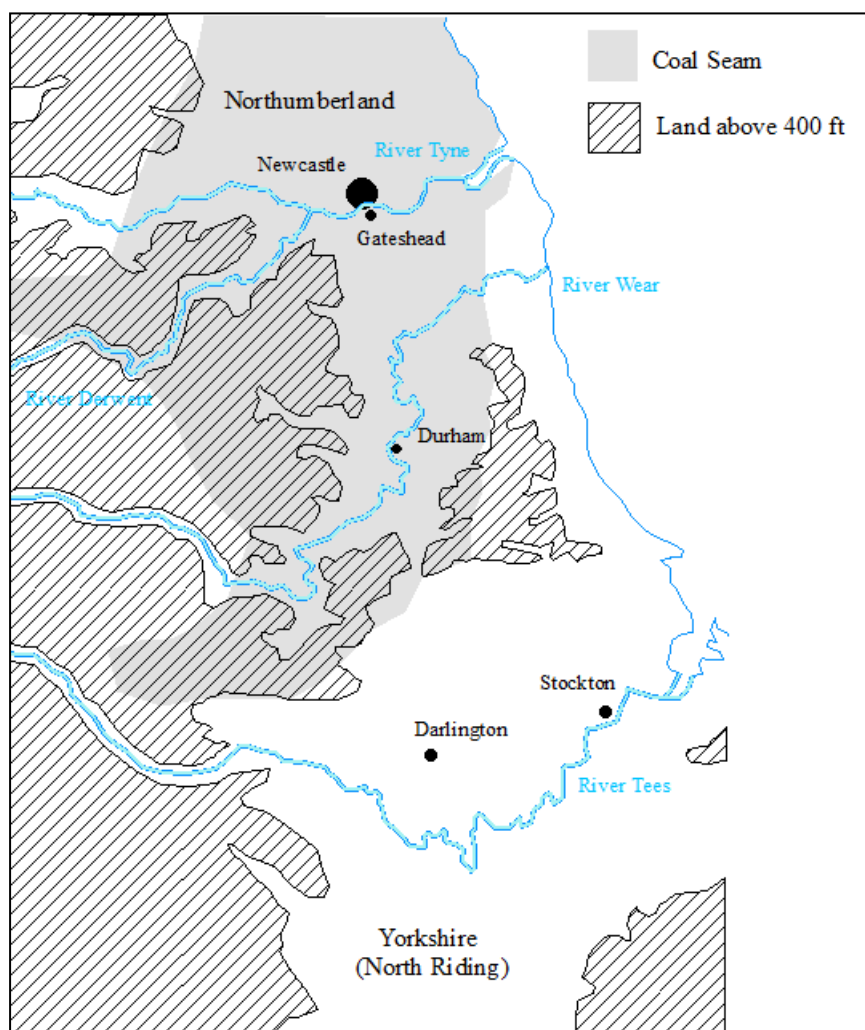 Coal Seam
Land above 400 ft
Northumberland
River Tyne
Newcastle
Gateshead
River Wear
River Derwent
Durham
Stockton
Darlington
River Tees
Yorkshire
(North Riding)